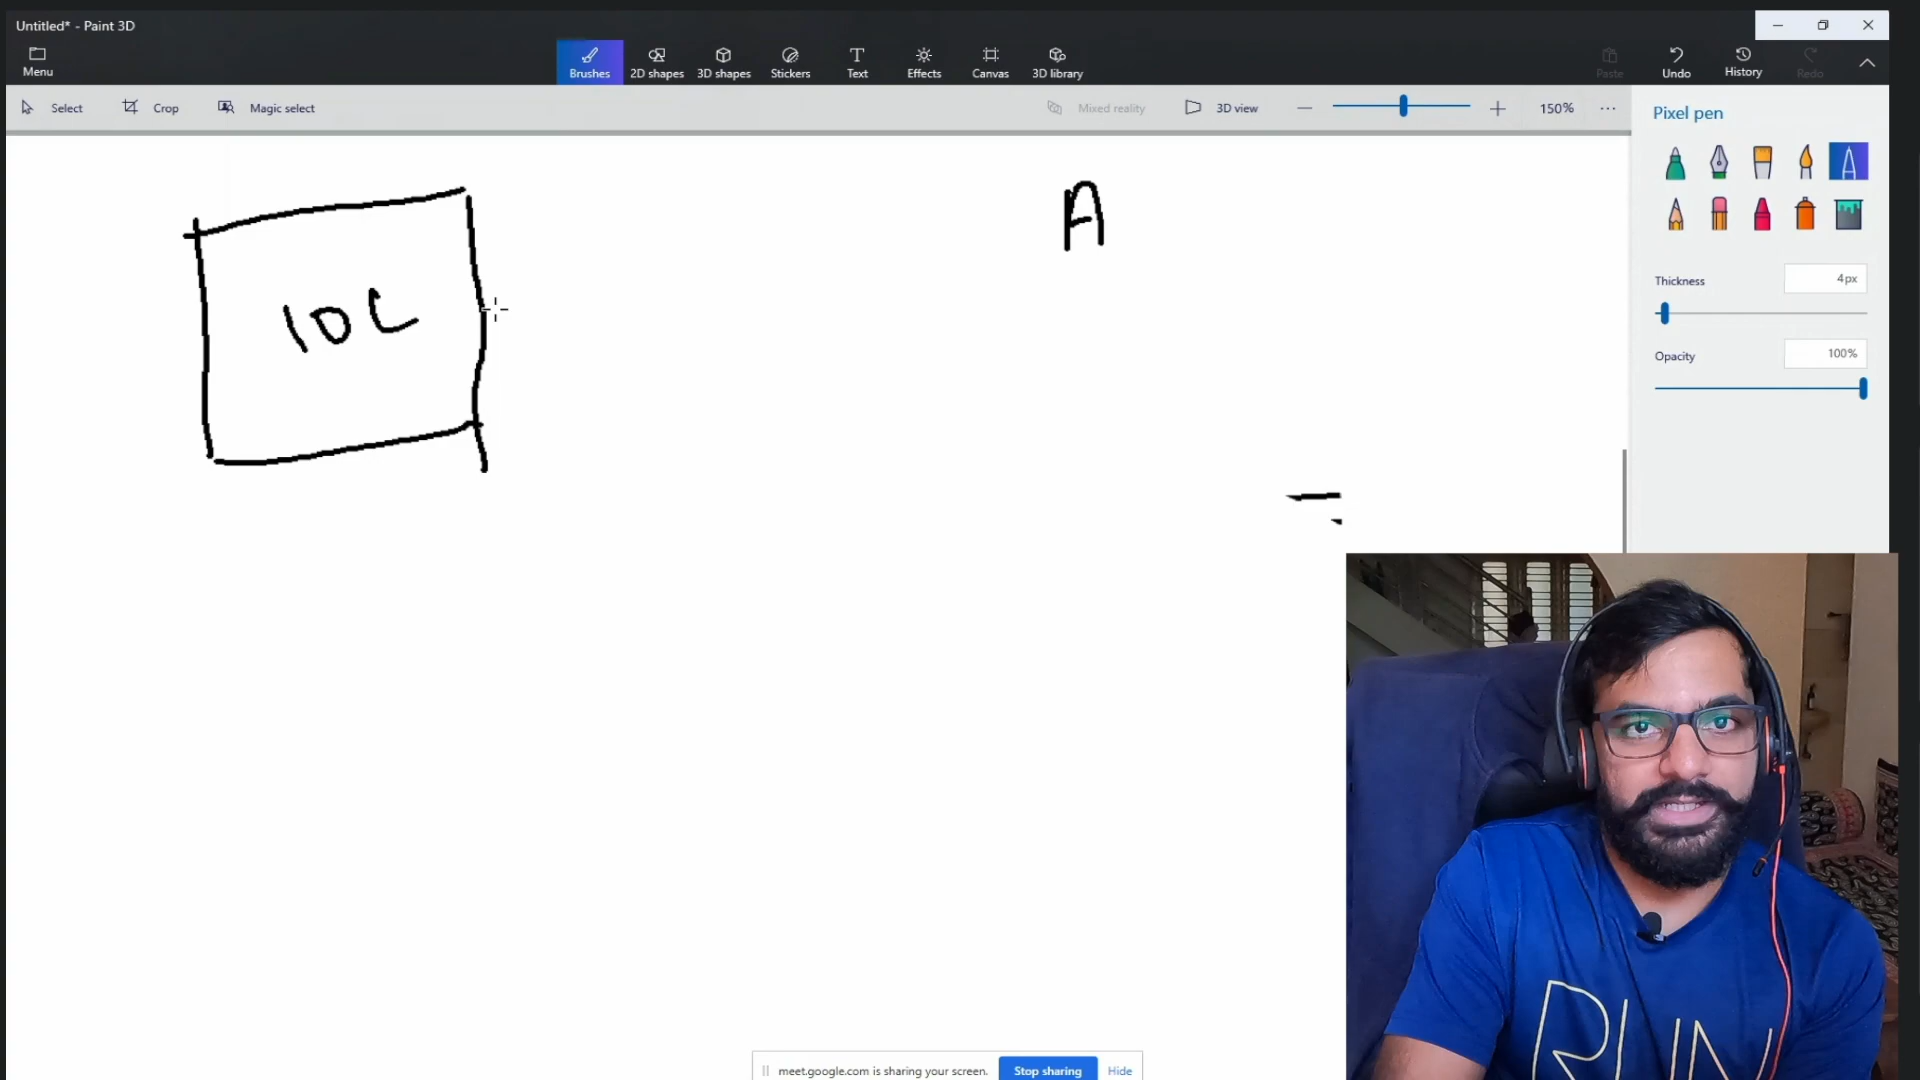 Untitled* - Paint 3D
Menu
Brushes
2D shapes
3D shapes
Stickers
Text
Effects
Canvas
3D library
Paste
Undo
History
Redo
Select
Crop
Magic select
Mixed reality
3D view
150%
Pixel pen
Thickness
4px
Opacity
100%
IOC
A
RUN
meet.google.com is sharing your screen.
Stop sharing
Hide